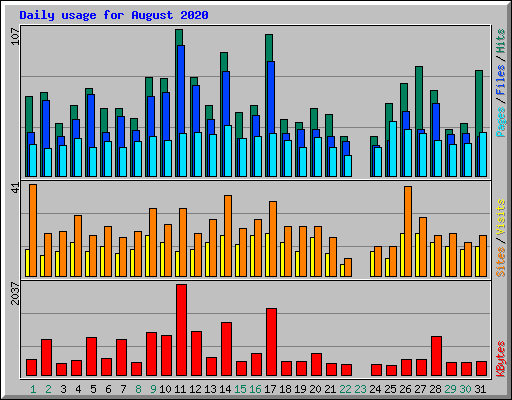 Daily usage for August 2020
107
Pages / Files / Hits
41
Sites / Visits
2037
KBytes
1 2 3 4 5 6 7 8 9 10 11 12 13 14 15 16 17 18 19 20 21 22 23 24 25 26 27 28 29 30 31